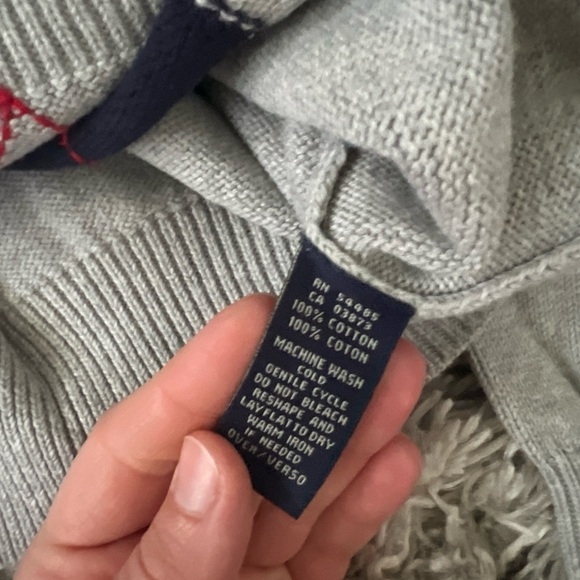 RN 54485
CA 03873
100% COTTON
100% COTON
MACHINE WASH
COLD
GENTLE CYCLE
DO NOT BLEACH
RESHAPE AND
LAY FLAT TO DRY
WARM IRON
IF NEEDED
OVER/VERSO